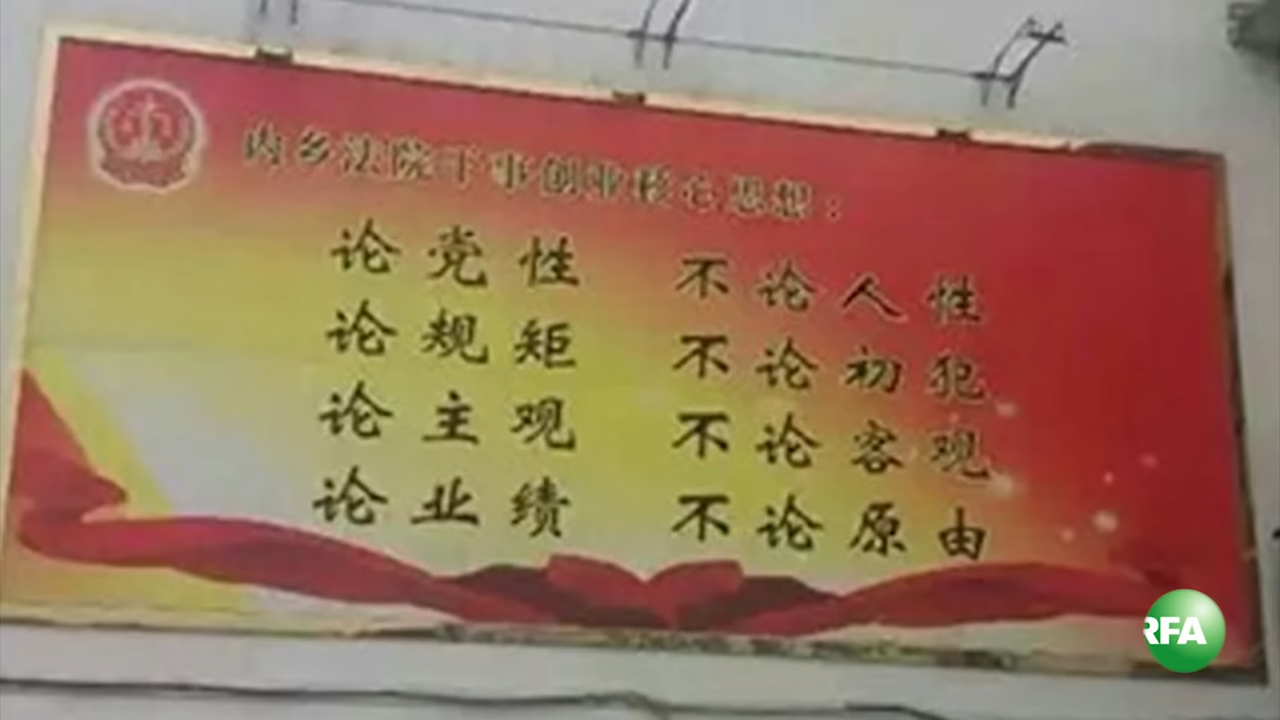 内乡法院干事创业核心思想：
论党性 不论人性
论规矩 不论初犯
论主观 不论客观
论业绩 不论原由
RFA